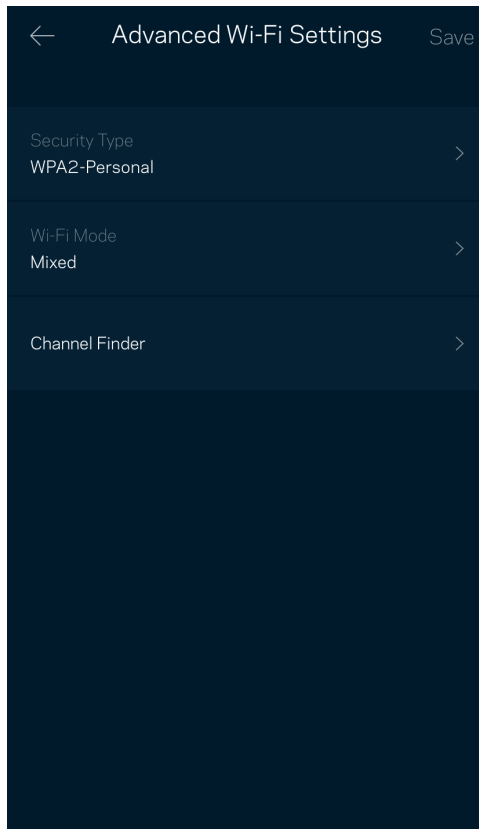 Advanced Wi-Fi Settings Save
Security Type
WPA2-Personal
Wi-Fi Mode
Mixed
Channel Finder